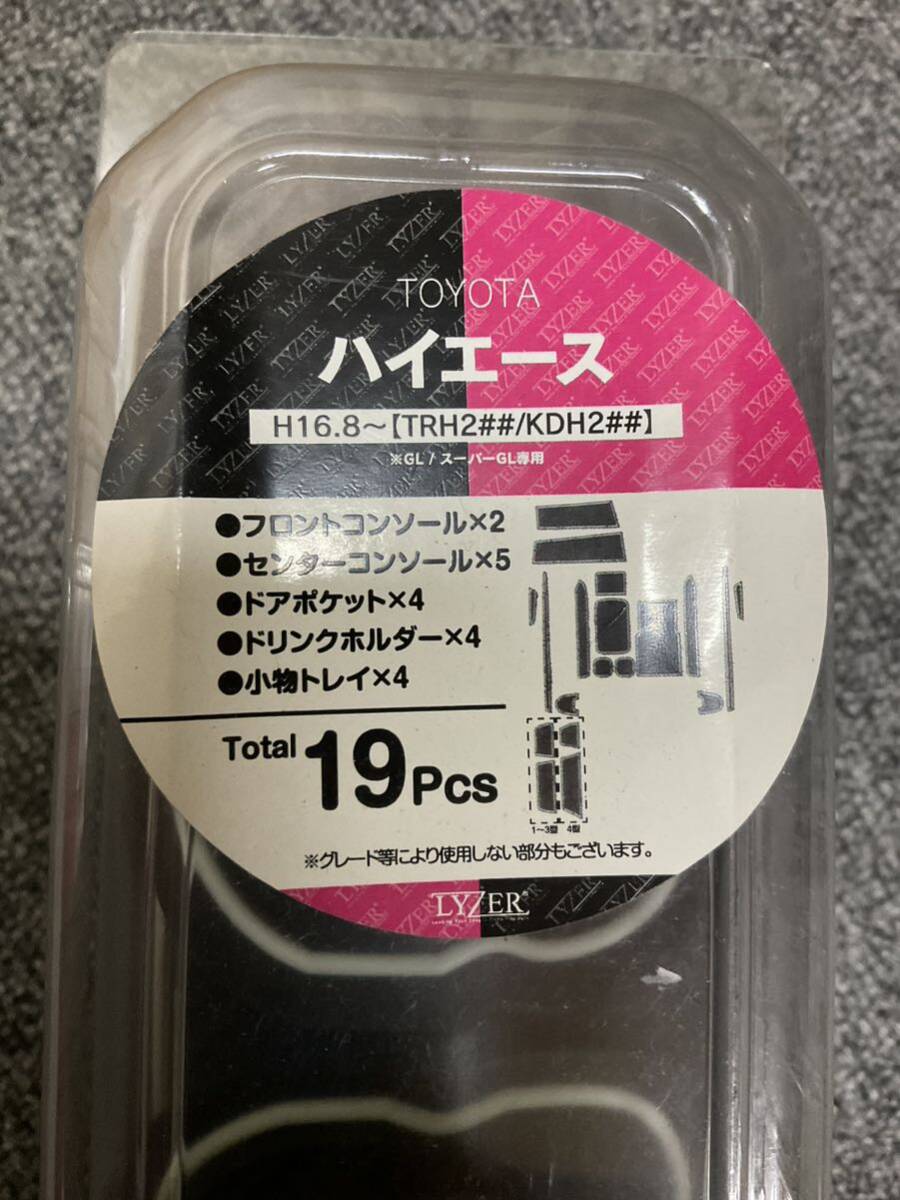 TOYOTA
ハイエース
H16.8～【TRH2##/KDH2##】
※GL / スーパーGL専用
●フロントコンソール×2
●センターコンソール×5
●ドアポケット×4
●ドリンクホルダー×4
●小物トレイ×4
Total 19Pcs
1～3型 4型
※グレード等により使用しない部分もございます。
LYZER